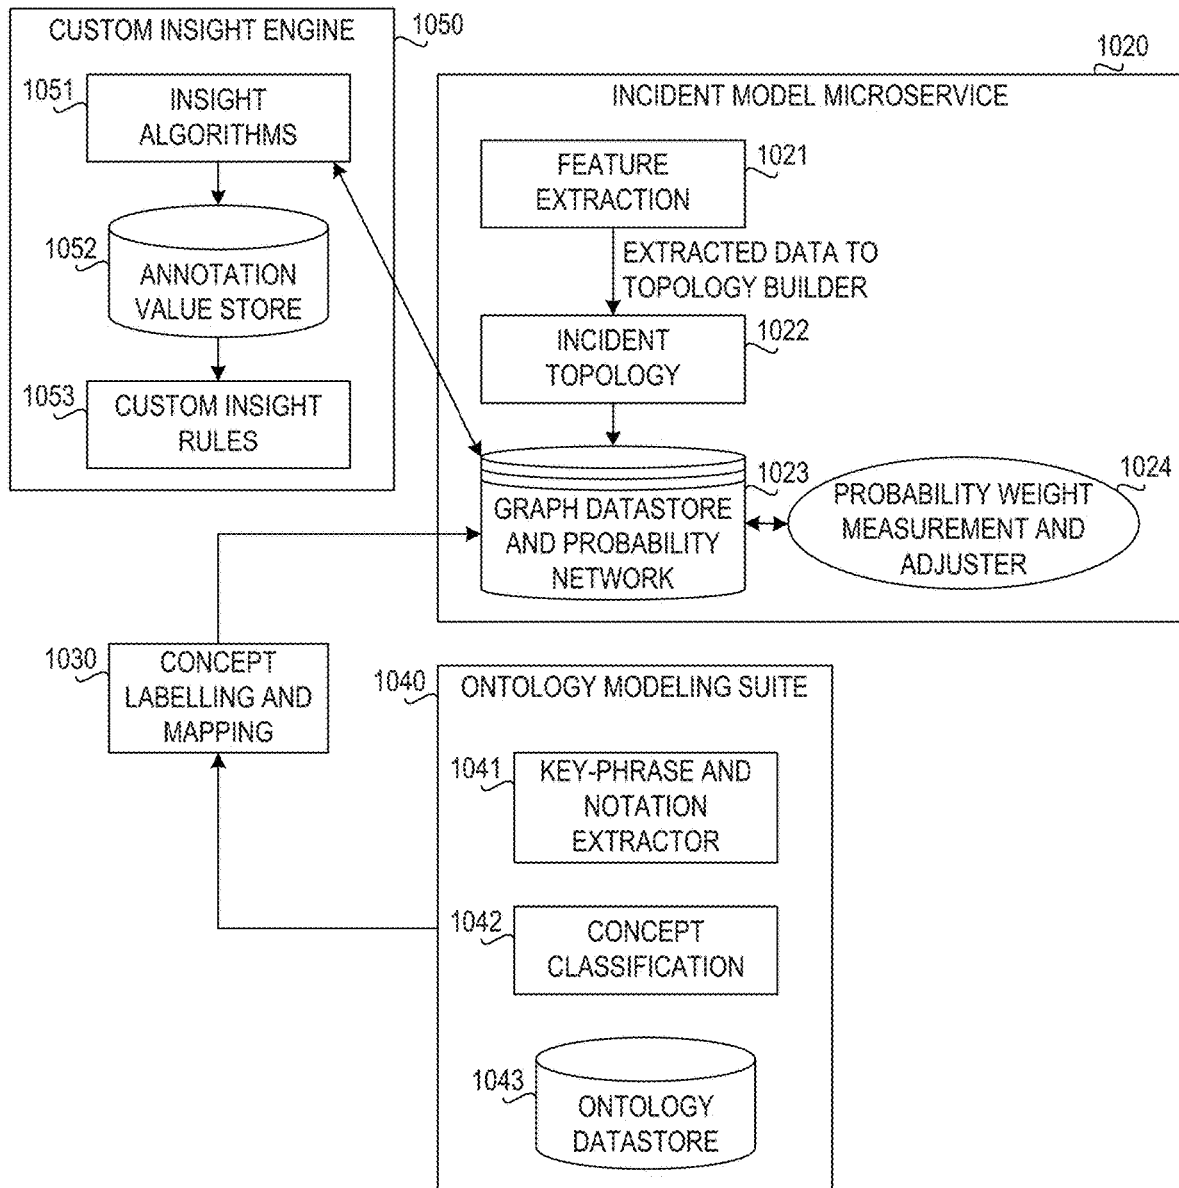 CUSTOM INSIGHT ENGINE
1050
1051
INSIGHT
ALGORITHMS
1052
ANNOTATION
VALUE STORE
1053
CUSTOM INSIGHT
RULES
1020
INCIDENT MODEL MICROSERVICE
FEATURE
EXTRACTION
1021
EXTRACTED DATA TO
TOPOLOGY BUILDER
INCIDENT
TOPOLOGY
1022
GRAPH DATASTORE
AND PROBABILITY
NETWORK
1023
PROBABILITY WEIGHT
MEASUREMENT AND
ADJUSTER
1024
1030
CONCEPT
LABELLING AND
MAPPING
1040
ONTOLOGY MODELING SUITE
1041
KEY-PHRASE AND
NOTATION
EXTRACTOR
1042
CONCEPT
CLASSIFICATION
1043
ONTOLOGY
DATASTORE